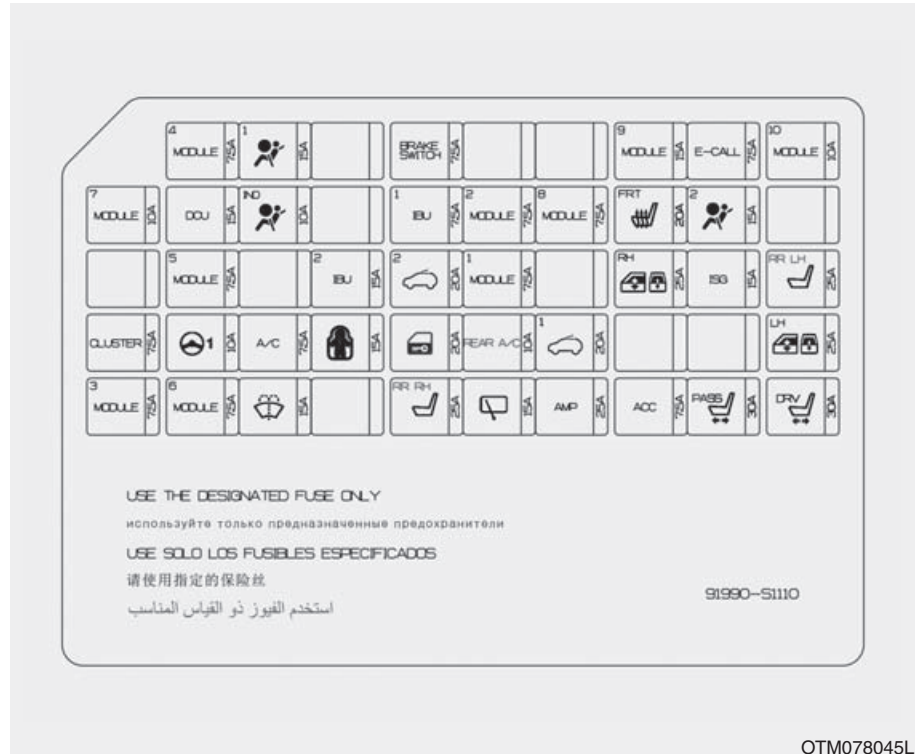 4 MODULE 7.5A 1 15A BRAKE SWITCH 7.5A 9 MODULE 15A E-CALL 7.5A 10 MODULE 10A
7 MODULE 10A DCU 15A IND 10A 1 IBU 7.5A 2 MODULE 7.5A 8 MODULE 7.5A FRT 20A 2 15A
5 MODULE 7.5A 2 IBU 15A 2 20A 1 MODULE 7.5A RH 25A ISG 15A RR LH 25A
CLUSTER 7.5A 1 10A A/C 7.5A 15A 20A REAR A/C 10A 1 20A LH 25A
3 MODULE 7.5A 6 MODULE 7.5A 15A RR RH 25A 15A AMP 25A ACC 7.5A PASS 30A DRV 30A
USE THE DESIGNATED FUSE ONLY
используйте только предназначенные предохранители
USE SOLO LOS FUSIBLES ESPECIFICADOS
请使用指定的保险丝
استخدم الفيوز ذو القياس المناسب
91990-S1110
OTM078045L